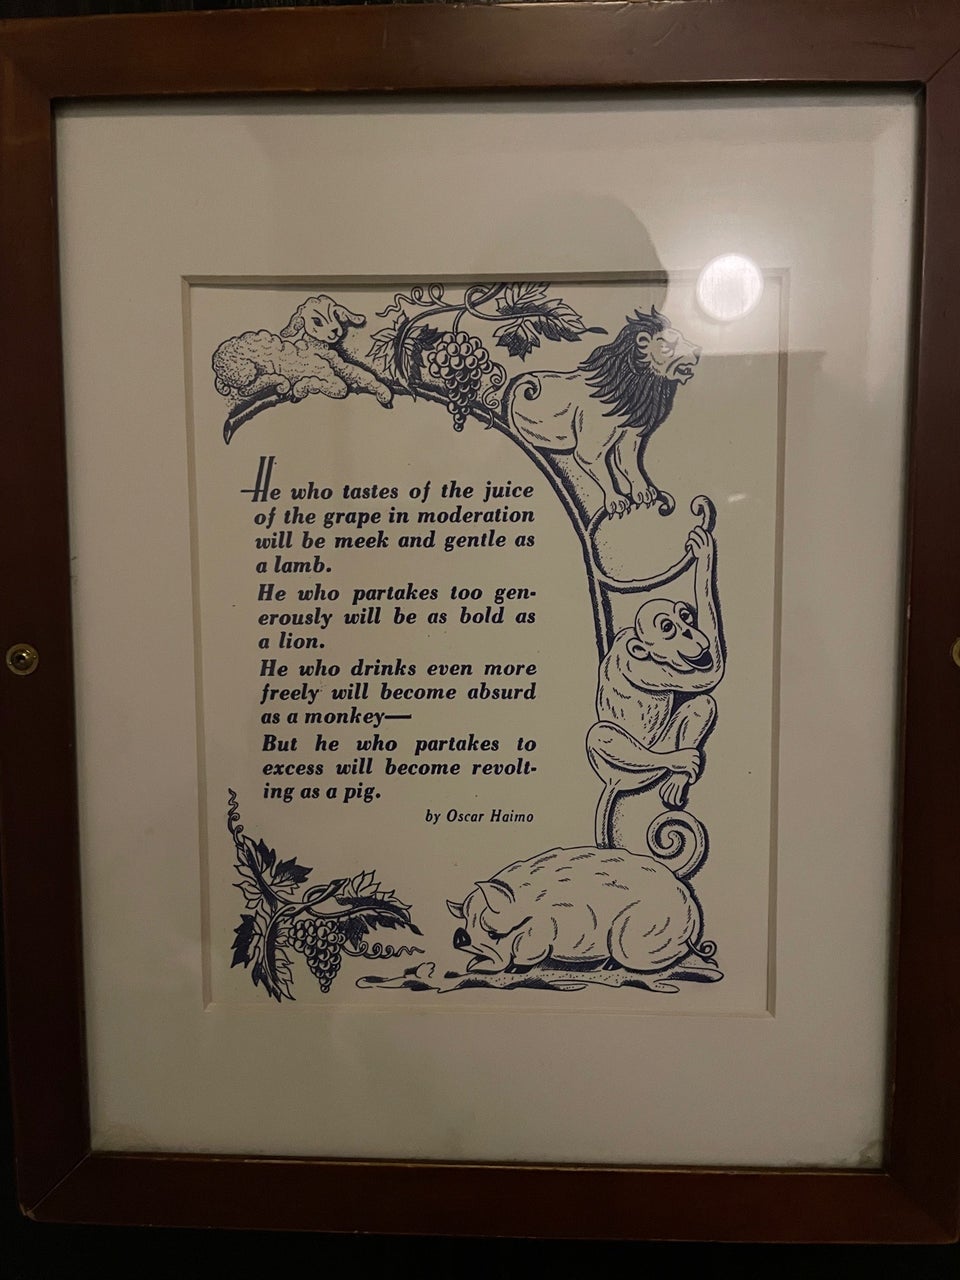 He who tastes of the juice
of the grape in moderation
will be meek and gentle as
a lamb.
He who partakes too gen-
erously will be as bold as
a lion.
He who drinks even more
freely will become absurd
as a monkey—
But he who partakes to
excess will become revolt-
ing as a pig.
by Oscar Haimo